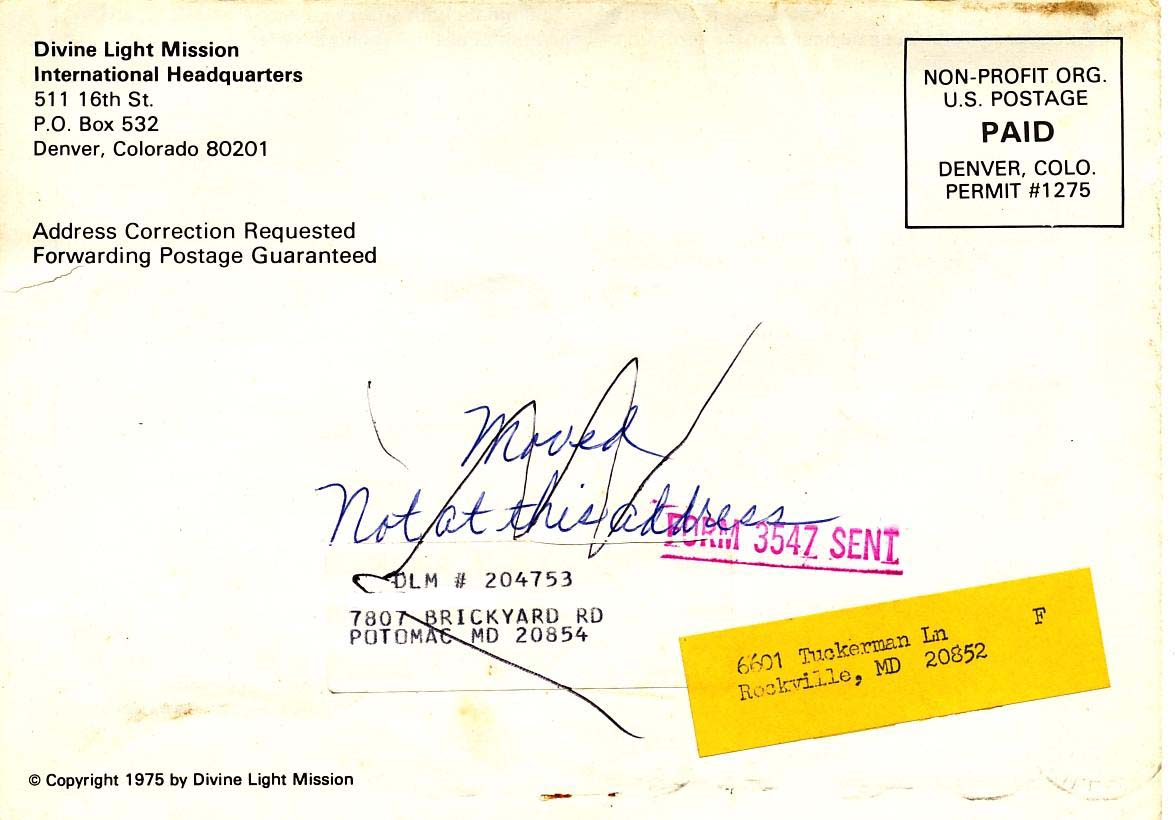 Divine Light Mission
International Headquarters
511 16th St.
P.O. Box 532
Denver, Colorado 80201
NON-PROFIT ORG.
U.S. POSTAGE
PAID
DENVER, COLO.
PERMIT #1275
Address Correction Requested
Forwarding Postage Guaranteed
Moved
Not at this address
FORM 3547 SENT
DLM # 204753
7807 BRICKYARD RD
POTOMAC MD 20854
F
6601 Tuckerman Ln
Rockville, MD 20852
© Copyright 1975 by Divine Light Mission